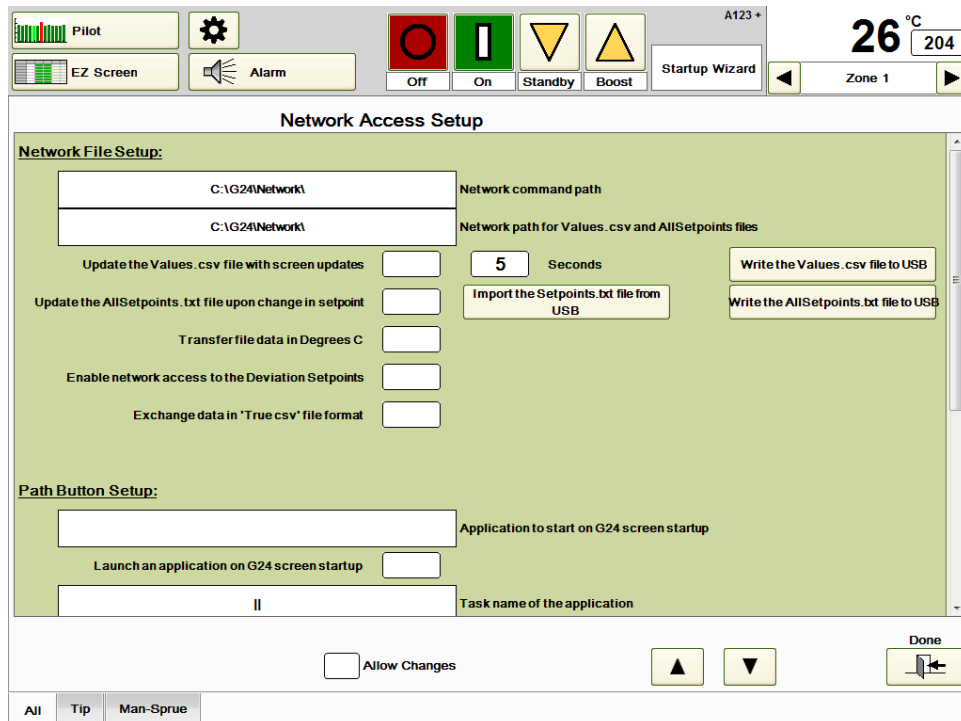 Pilot
EZ Screen
Alarm
Off
On
Standby
Boost
A123 +
Startup Wizard
26 °C
204
Zone 1
Network Access Setup
Network File Setup:
C:\G24\Network\
Network command path
C:\G24\Network\
Network path for Values.csv and AllSetpoints files
Update the Values.csv file with screen updates
5
Seconds
Write the Values.csv file to USB
Update the AllSetpoints.txt file upon change in setpoint
Import the Setpoints.txt file from
USB
Write the AllSetpoints.txt file to USB
Transfer file data in Degrees C
Enable network access to the Deviation Setpoints
Exchange data in 'True csv' file format
Path Button Setup:
Application to start on G24 screen startup
Launch an application on G24 screen startup
||
Task name of the application
Allow Changes
Done
All
Tip
Man-Sprue